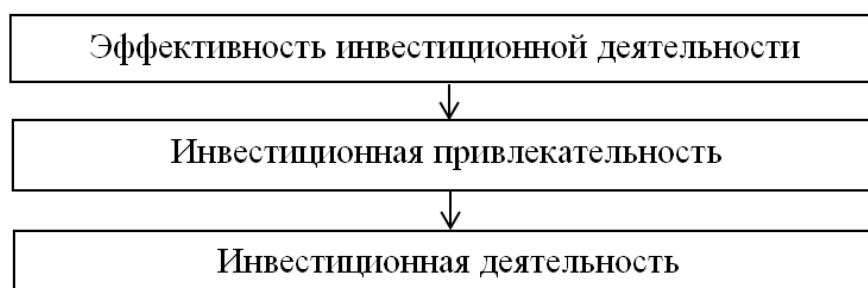 Эффективность инвестиционной деятельности
Инвестиционная привлекательность
Инвестиционная деятельность